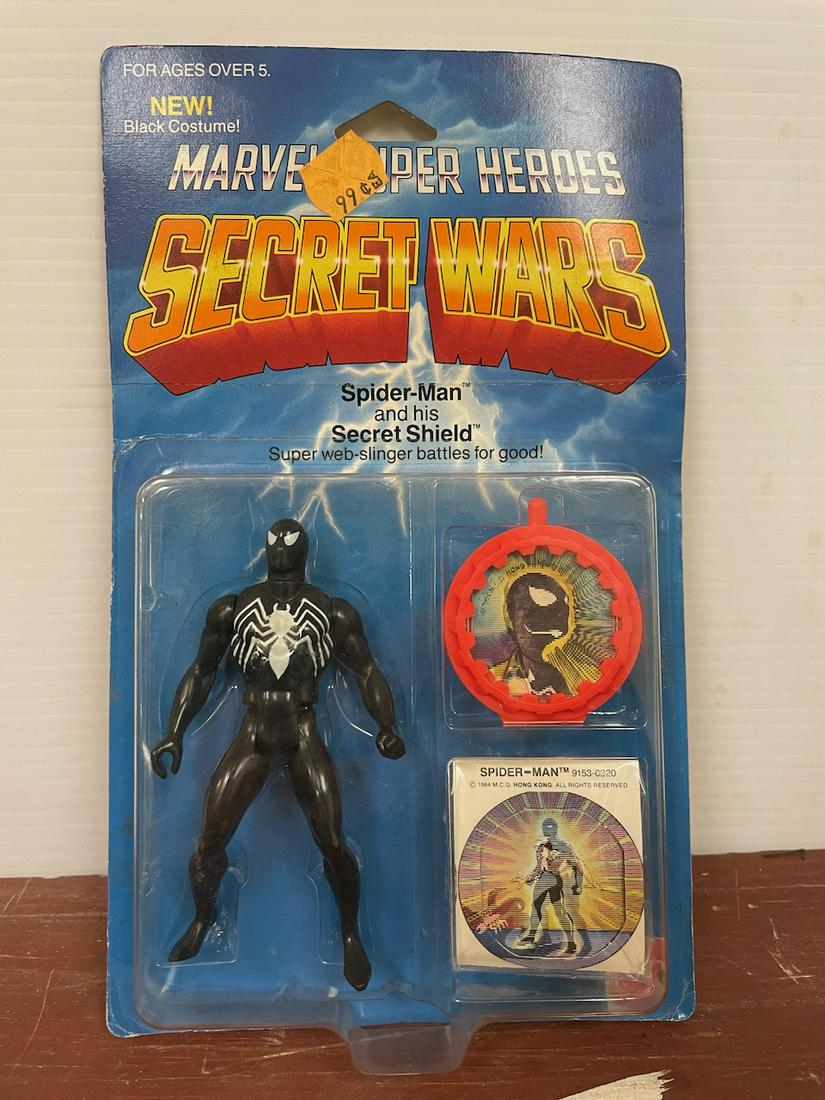 FOR AGES OVER 5.
NEW!
Black Costume!
MARVEL SUPER HEROES
99¢
EA
SECRET WARS
Spider-Man™
and his
Secret Shield™
Super web-slinger battles for good!
SPIDER-MAN™ 9153-0320
© 1984 M.C.G. HONG KONG. ALL RIGHTS RESERVED.